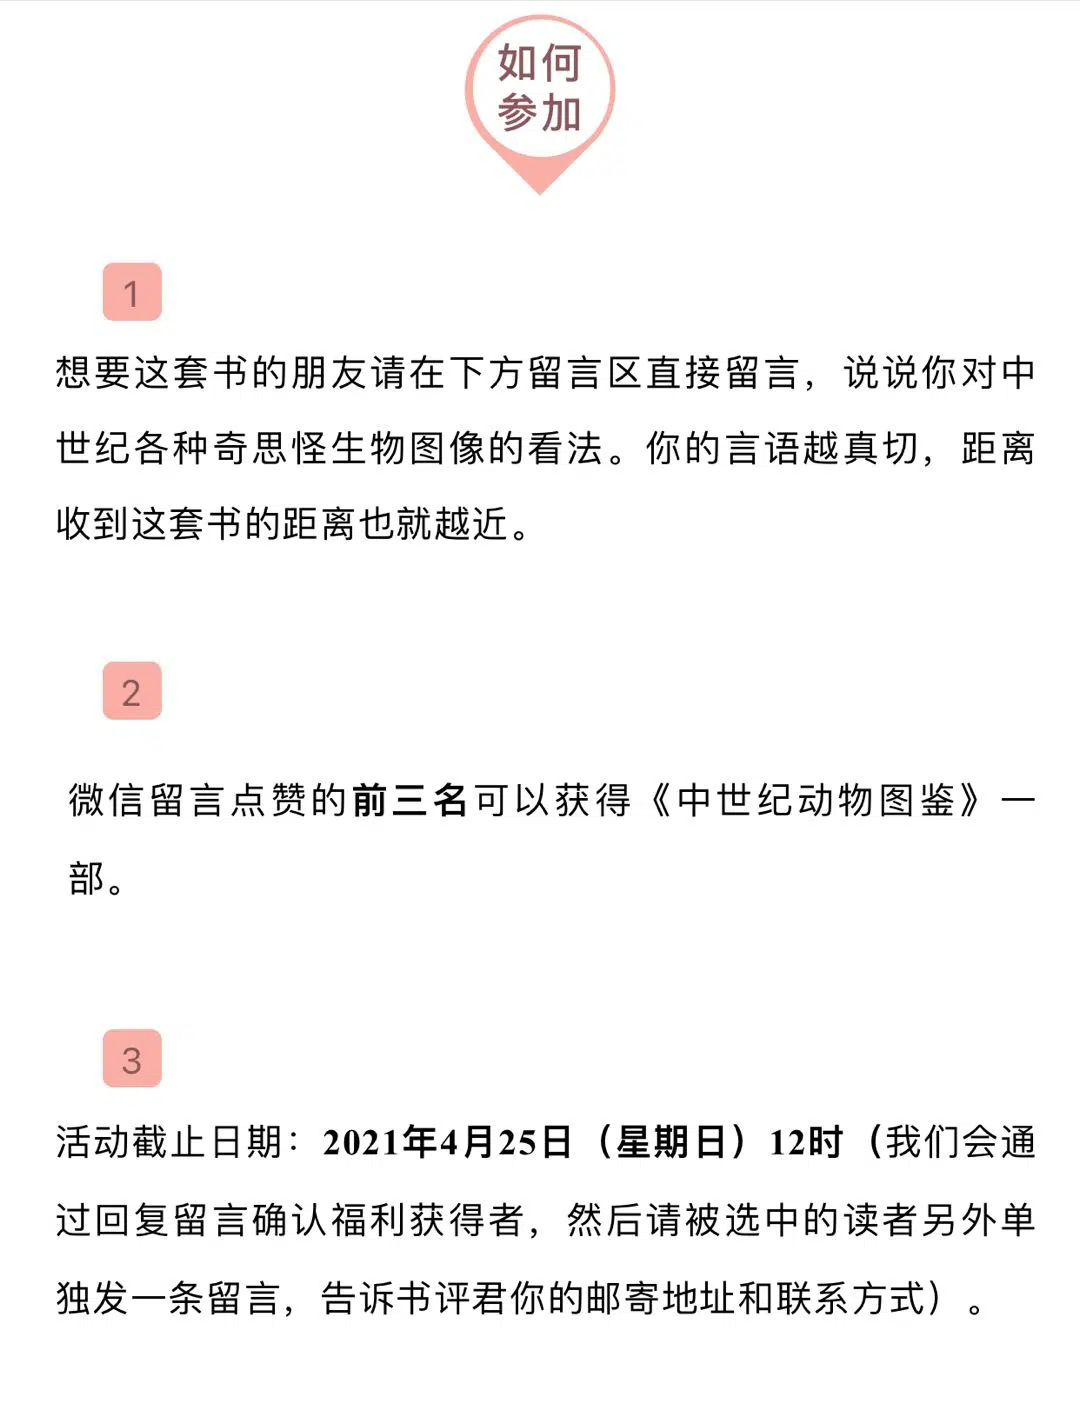 如何
参加
1
想要这套书的朋友请在下方留言区直接留言，说说你对中
世纪各种奇思怪生物图像的看法。你的言语越真切，距离
收到这套书的距离也就越近。
2
微信留言点赞的前三名可以获得《中世纪动物图鉴》一
部。
3
活动截止日期：2021年4月25日（星期日）12时（我们会通
过回复留言确认福利获得者，然后请被选中的读者另外单
独发一条留言，告诉书评君你的邮寄地址和联系方式）。